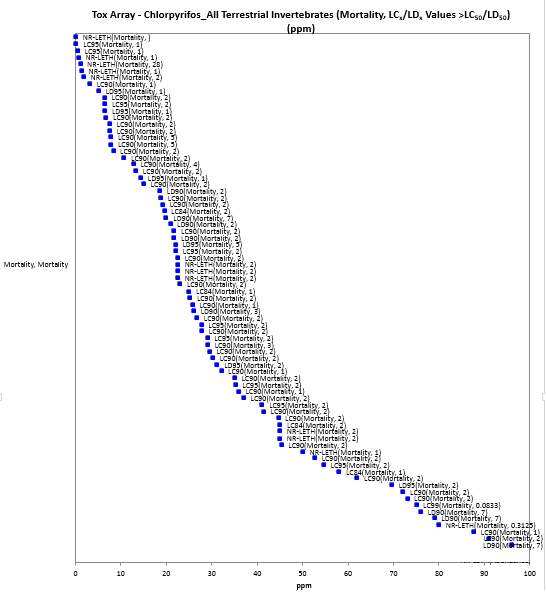 Tox Array - Chlorpyrifos_All Terrestrial Invertebrates (Mortality, LCx/LDx Values >LC50/LD50)
(ppm)
NR-LETH(Mortality, )
LC95(Mortality, 1)
LC95(Mortality, 1)
NR-LETH(Mortality, 1)
NR-LETH(Mortality, 28)
NR-LETH(Mortality, 1)
NR-LETH(Mortality, 2)
LC90(Mortality, 1)
LD95(Mortality, 1)
LC90(Mortality, 2)
LC95(Mortality, 2)
LD95(Mortality, 1)
LC90(Mortality, 2)
LC90(Mortality, 2)
LC90(Mortality, 2)
LC90(Mortality, 5)
LC90(Mortality, 5)
LC90(Mortality, 2)
LC90(Mortality, 2)
LC90(Mortality, 4)
LC90(Mortality, 2)
LD95(Mortality, 1)
LC90(Mortality, 2)
LD90(Mortality, 2)
LC90(Mortality, 2)
LC90(Mortality, 2)
LC84(Mortality, 2)
LD90(Mortality, 7)
LD90(Mortality, 2)
LC90(Mortality, 2)
LD90(Mortality, 2)
LD95(Mortality, 5)
LC95(Mortality, 2)
LC90(Mortality, 2)
Mortality, Mortality
NR-LETH(Mortality, 2)
NR-LETH(Mortality, 2)
NR-LETH(Mortality, 2)
LC90(Mortality, 2)
LC84(Mortality, 1)
LC90(Mortality, 2)
LC90(Mortality, 1)
LD90(Mortality, 3)
LC90(Mortality, 2)
LC95(Mortality, 2)
LC90(Mortality, 2)
LC95(Mortality, 2)
LC90(Mortality, 3)
LC90(Mortality, 2)
LC90(Mortality, 2)
LD95(Mortality, 2)
LC90(Mortality, 1)
LC90(Mortality, 2)
LC95(Mortality, 2)
LC90(Mortality, 1)
LC90(Mortality, 2)
LC95(Mortality, 2)
LC90(Mortality, 2)
LC90(Mortality, 2)
LC84(Mortality, 2)
NR-LETH(Mortality, 2)
NR-LETH(Mortality, 2)
LC90(Mortality, 2)
NR-LETH(Mortality, 1)
LC90(Mortality, 2)
LC95(Mortality, 2)
LC84(Mortality, 1)
LC90(Mortality, 2)
LD95(Mortality, 2)
LC90(Mortality, 2)
LC90(Mortality, 2)
LC99(Mortality, 0.0833)
LD90(Mortality, 7)
LD90(Mortality, 7)
NR-LETH(Mortality, 0.3125)
LC90(Mortality, 1)
LC90(Mortality, 2)
LD90(Mortality, 7)
0 10 20 30 40 50 60 70 80 90 100
ppm